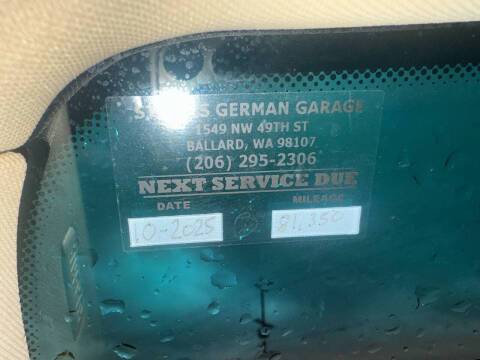 GERMAN GARAGE
1549 NW 49TH ST
BALLARD, WA 98107
(206) 295-2306
NEXT SERVICE DUE
DATE MILEAGE
10-2025 81,350